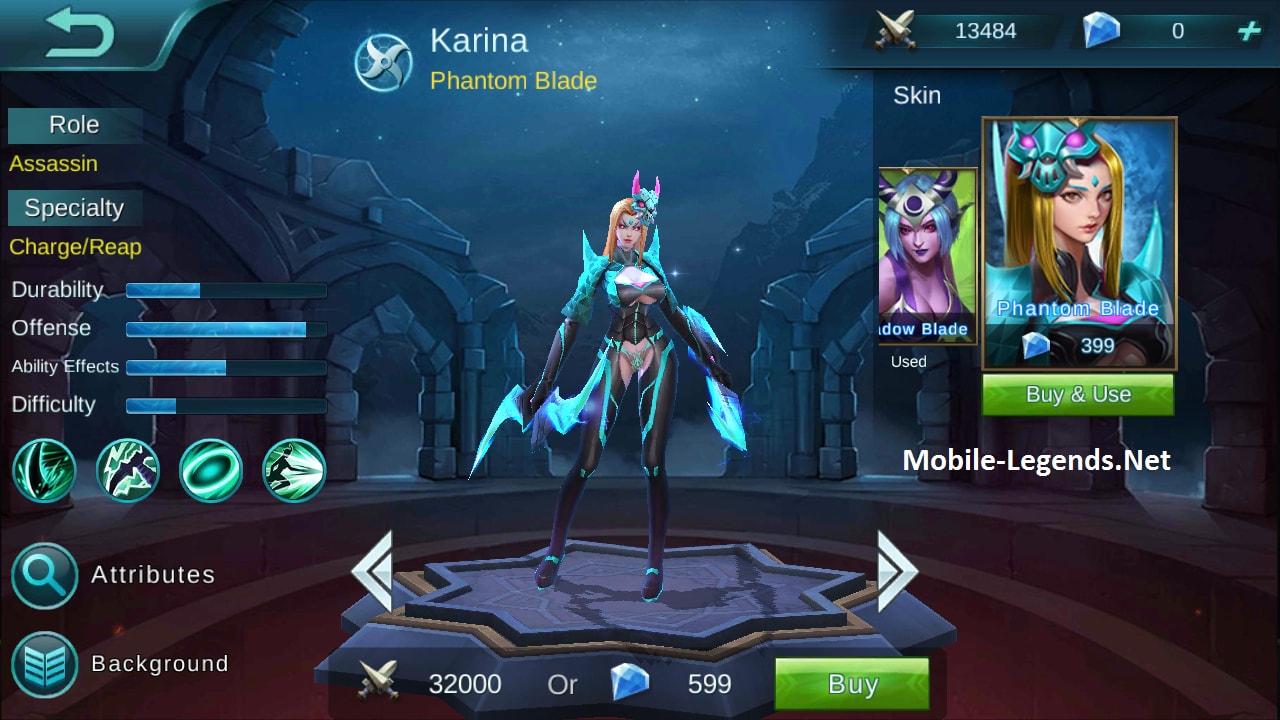 Karina
Phantom Blade
13484
0
Role
Assassin
Specialty
Charge/Reap
Durability
Offense
Ability Effects
Difficulty
Attributes
Background
Skin
adow Blade
Used
Phantom Blade
399
Buy & Use
Mobile-Legends.Net
32000 Or 599
Buy